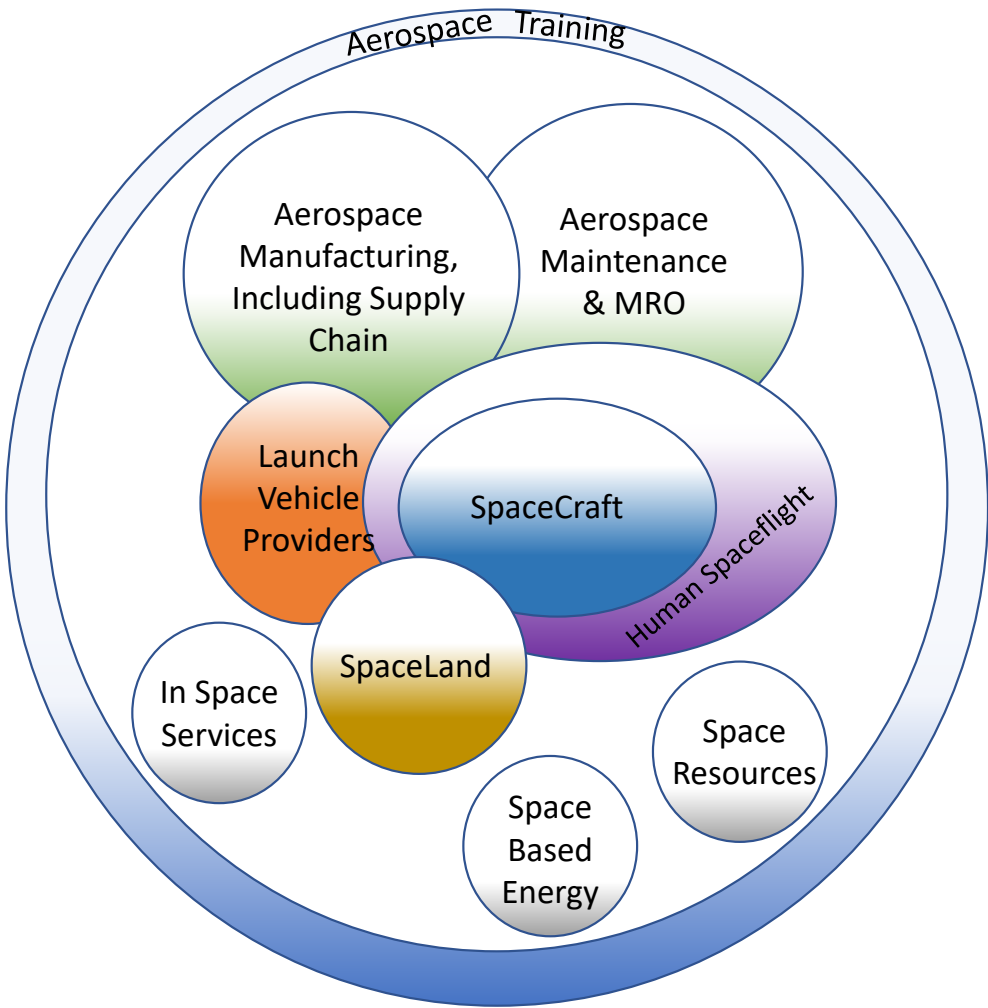 Aerospace Training
Aerospace
Manufacturing,
Including Supply
Chain
Aerospace
Maintenance
& MRO
Launch
Vehicle
Providers
SpaceCraft
Human Spaceflight
SpaceLand
In Space
Services
Space
Resources
Space
Based
Energy